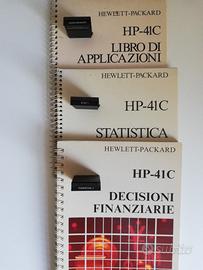 HEWLETT-PACKARD
HP-41C
LIBRO DI
APPLICAZIONI
HEWLETT-PACKARD
HP-41C
STATISTICA
HEWLETT-PACKARD
HP-41C
DECISIONI
FINANZIARIE